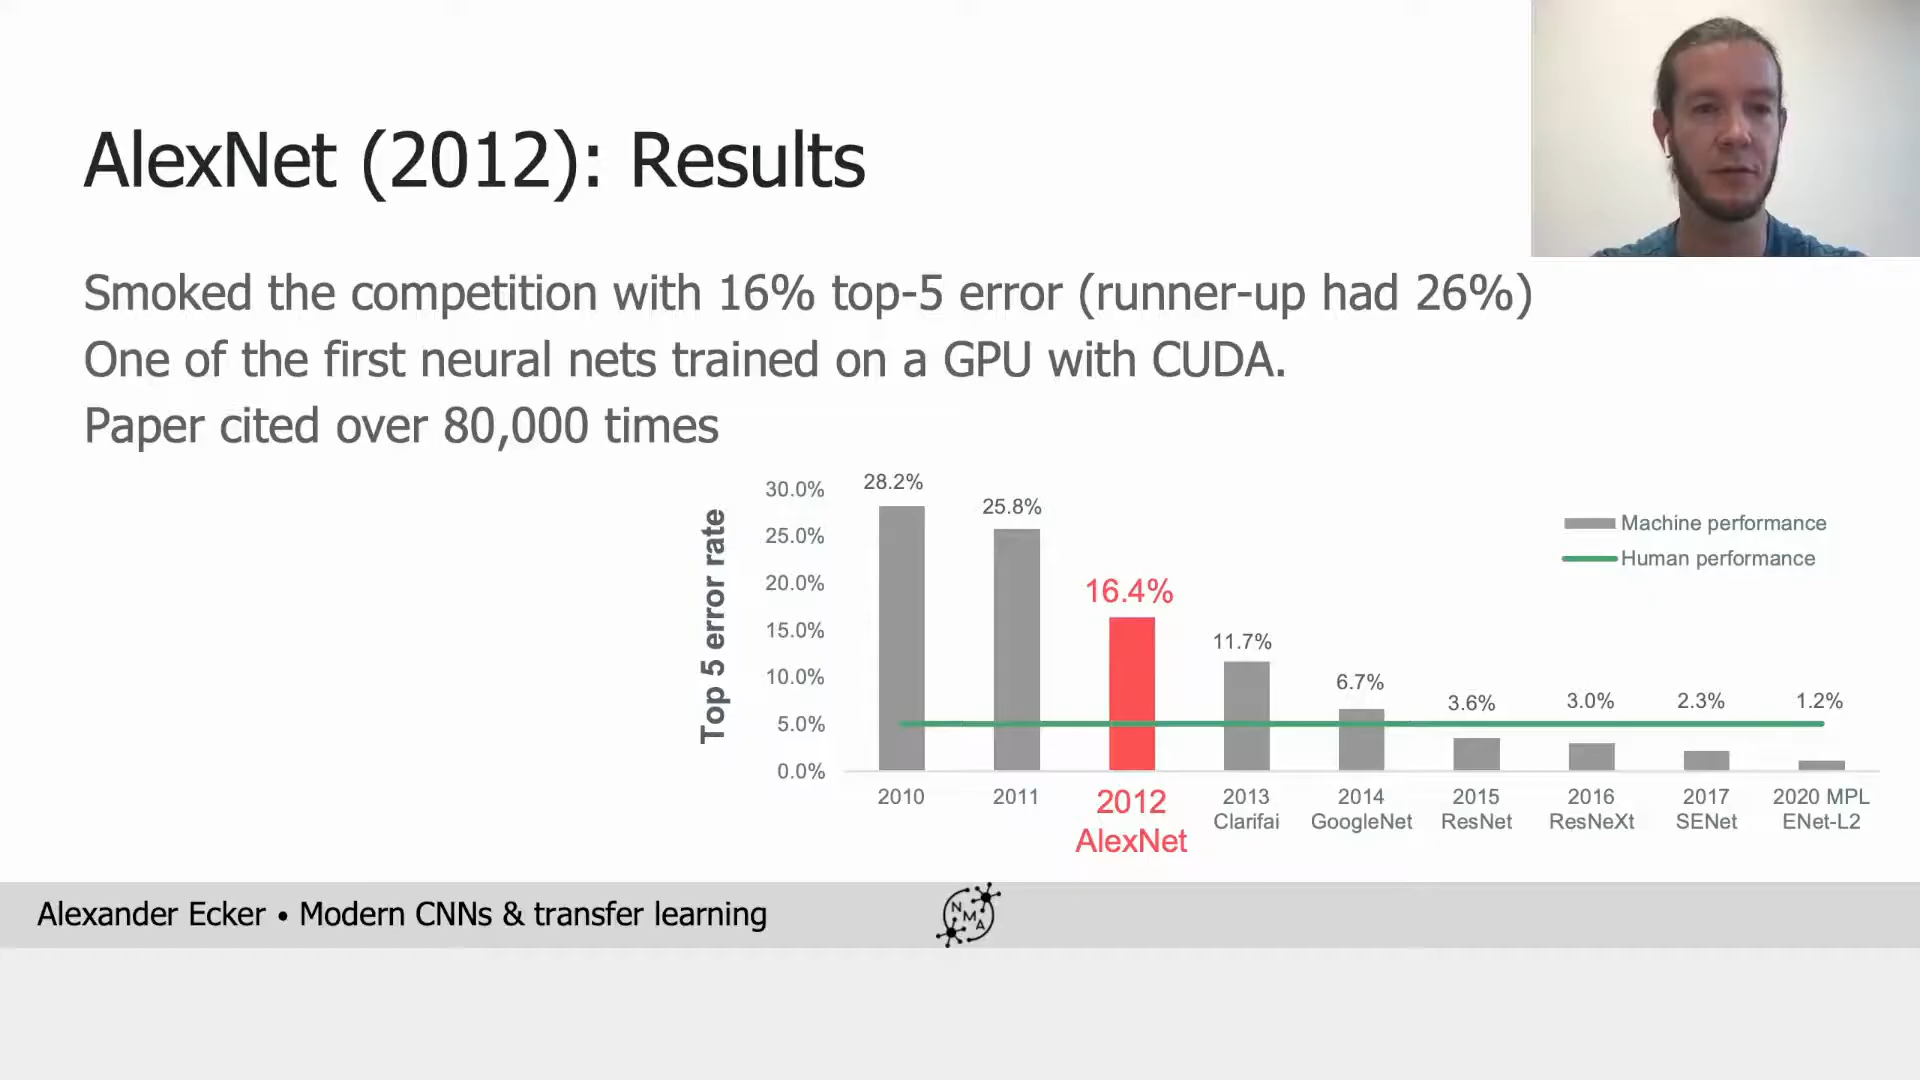 AlexNet (2012): Results
Smoked the competition with 16% top-5 error (runner-up had 26%)
One of the first neural nets trained on a GPU with CUDA.
Paper cited over 80,000 times
Top 5 error rate
30.0%
25.0%
20.0%
15.0%
10.0%
5.0%
0.0%
28.2%
25.8%
16.4%
11.7%
6.7%
3.6%
3.0%
2.3%
1.2%
Machine performance
Human performance
2010
2011
2012
AlexNet
2013
Clarifai
2014
GoogleNet
2015
ResNet
2016
ResNeXt
2017
SENet
2020 MPL
ENet-L2
Alexander Ecker • Modern CNNs & transfer learning
NMA